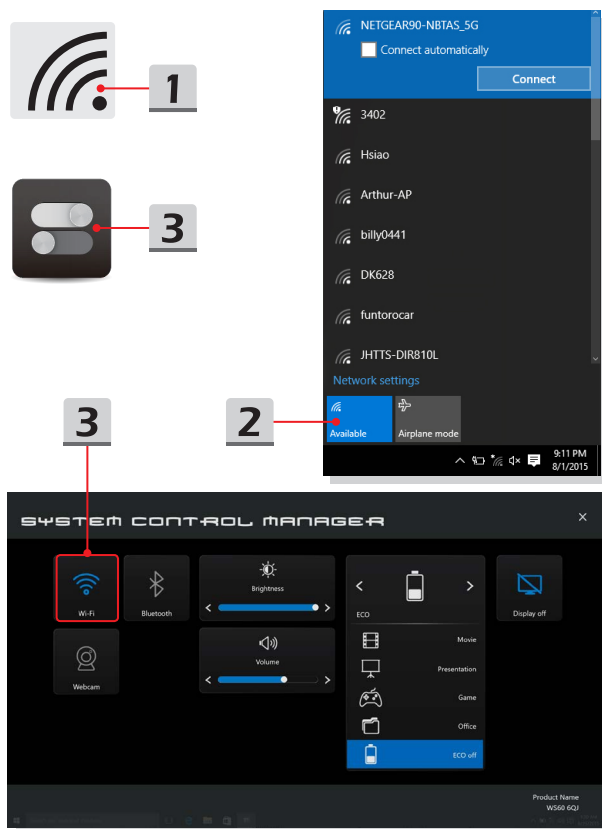 1
3
NETGEAR90-NBTAS_5G
Connect automatically
Connect
3402
Hsiao
Arthur-AP
billy0441
DK628
funtorocar
JHTTS-DIR810L
Network settings
Available
Airplane mode
9:11 PM
8/1/2015
2
3
SYSTEM CONTROL MANAGER
Wi-Fi
Bluetooth
Brightness
ECO
Display off
Webcam
Volume
Movie
Presentation
Game
Office
ECO off
Product Name
WS60 6QJ